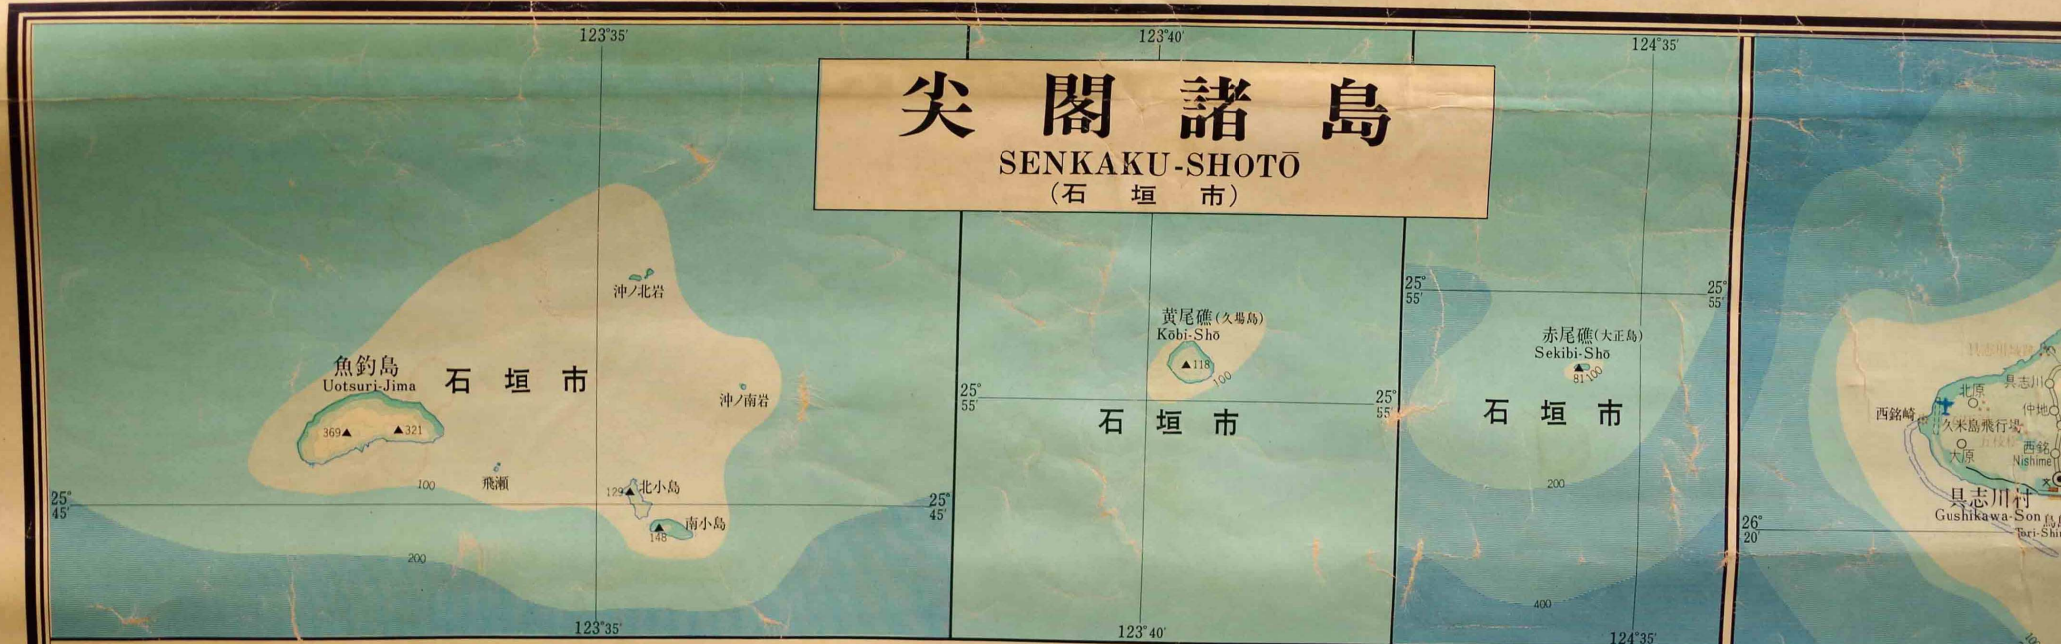 123°35′
123°40′
124°35′
尖閣諸島
SENKAKU-SHOTŌ
(石垣市)
沖ノ北岩
魚釣島
Uotsuri-Jima
石垣市
369
321
沖ノ南岩
飛瀬
100
129
北小島
南小島
148
200
25°
45′
25°
45′
123°35′
黄尾礁(久場島)
Kōbi-Sho
118
100
25°
55′
25°
55′
石垣市
123°40′
25°
55′
25°
55′
赤尾礁(大正島)
Sekibi-Shō
81
100
石垣市
200
400
124°35′
具志川
北原
仲地
西銘崎
久米島飛行場
大原
西銘
Nishime
具志川村
Gushikawa-Son
26°
20′